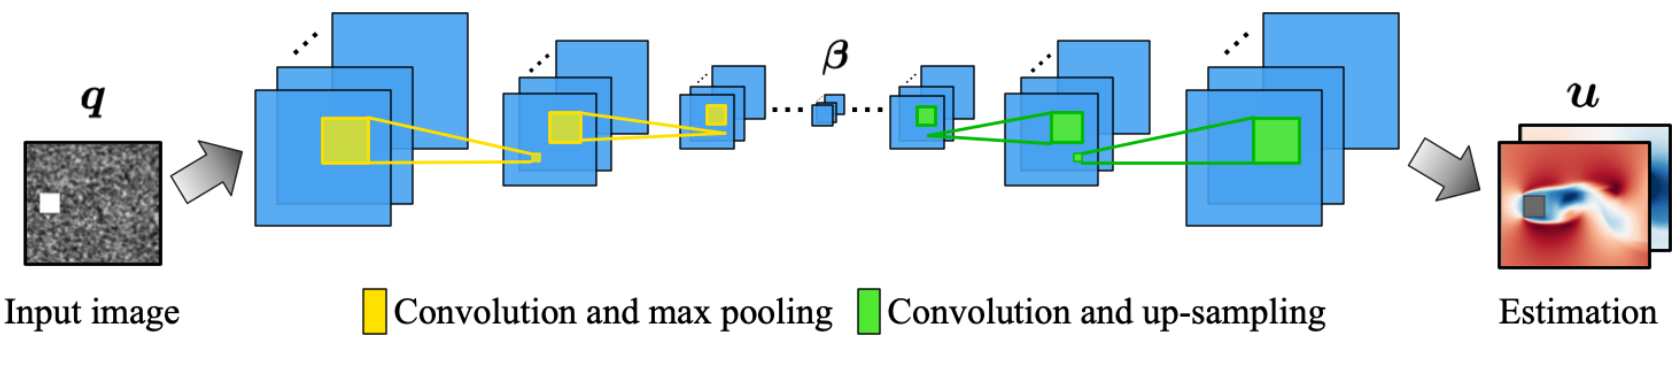 q
β
u
Input image
Convolution and max pooling
Convolution and up-sampling
Estimation